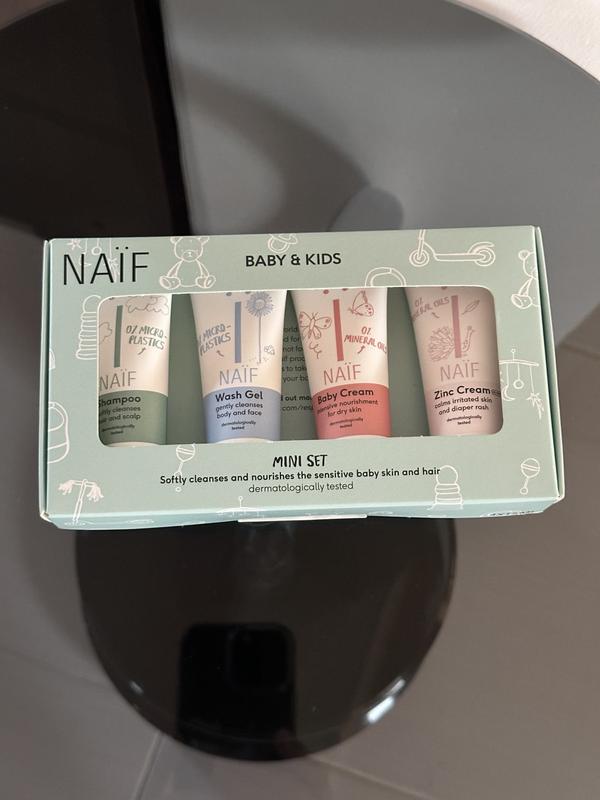 NAÏF
BABY & KIDS
0% MICRO-
PLASTICS
NAÏF
Shampoo
softly cleanses
hair and scalp
dermatologically
tested
MICRO-
PLASTICS
NAÏF
Wash Gel
gently cleanses
body and face
dermatologically
tested
0%
MINERAL OILS
NAÏF
Baby Cream
intensive nourishment
for dry skin
dermatologically
tested
0%
MINERAL OILS
NAÏF
Zinc Cream
calms irritated skin
and diaper rash
dermatologically
tested
MINI SET
Softly cleanses and nourishes the sensitive baby skin and hair
dermatologically tested